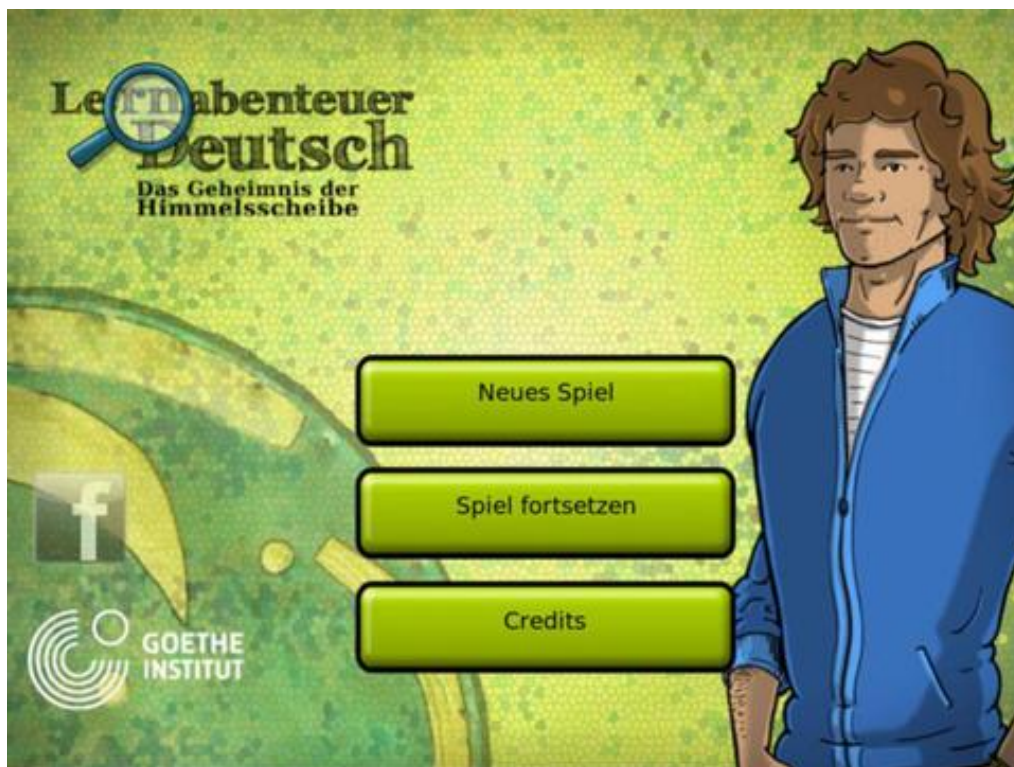 Lernabenteuer
Deutsch
Das Geheimnis der
Himmelsscheibe
Neues Spiel
Spiel fortsetzen
Credits
f
GOETHE
INSTITUT